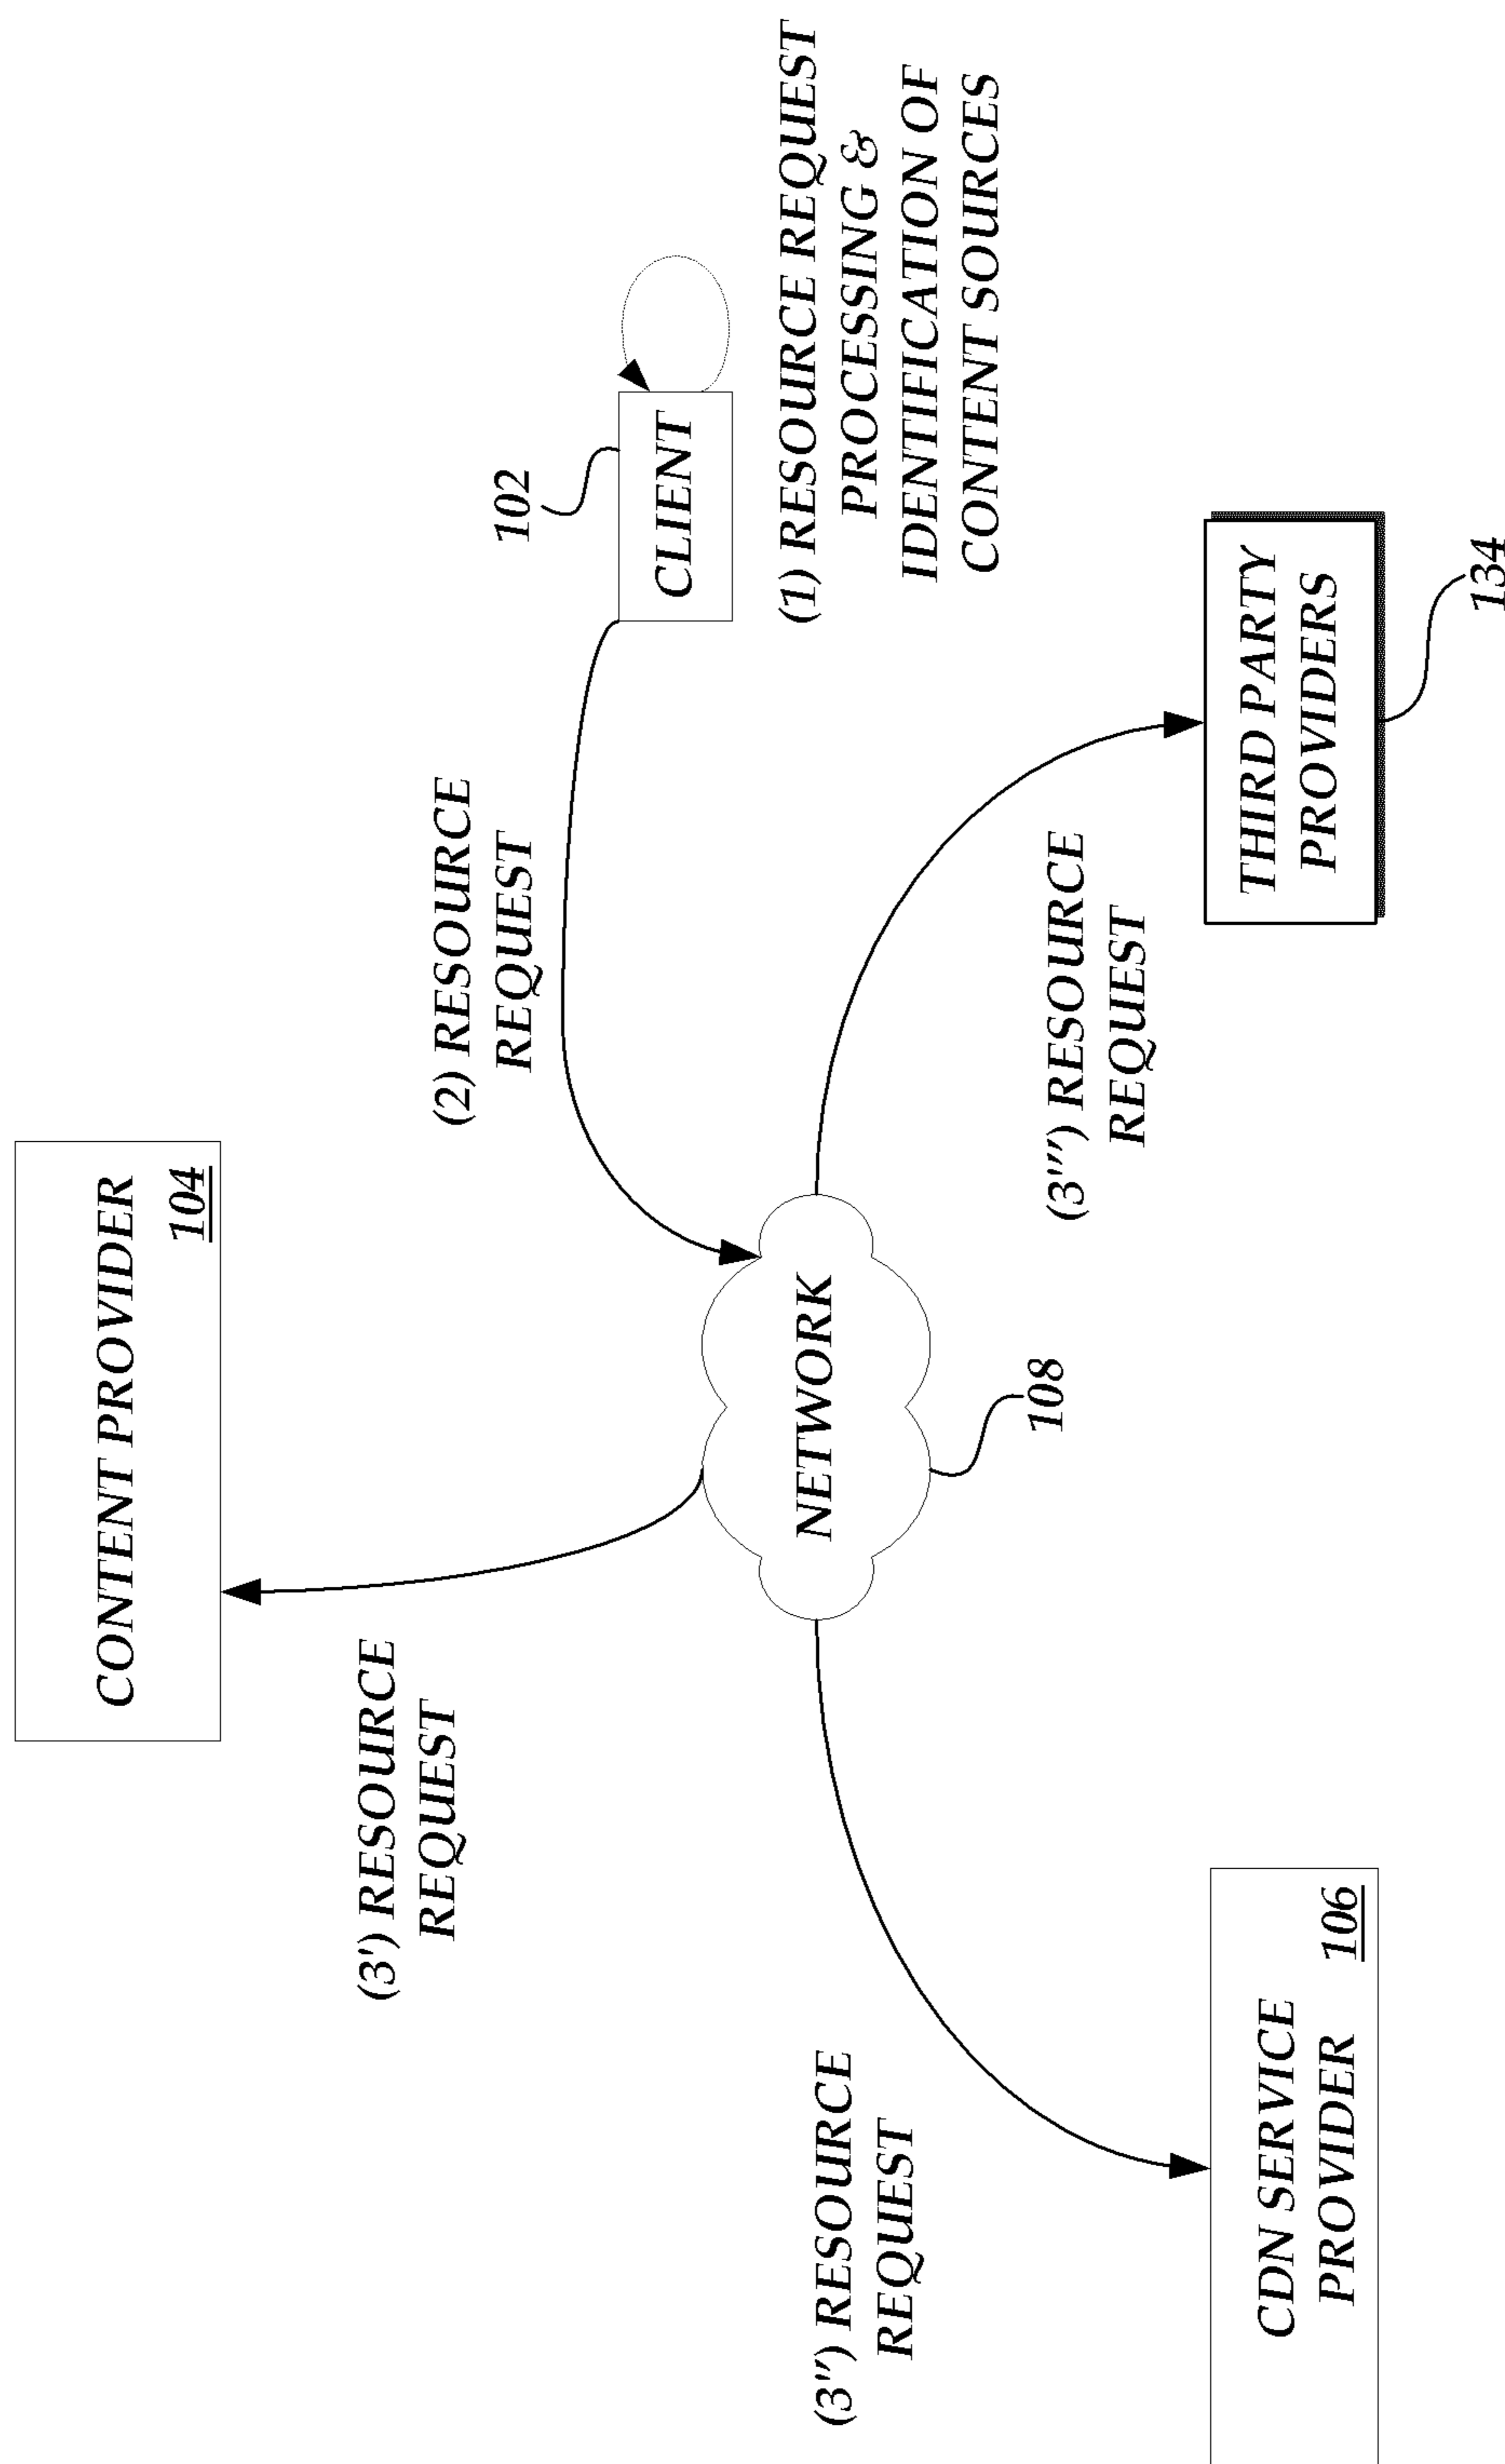 CONTENT PROVIDER
104
(3') RESOURCE
REQUEST
(2) RESOURCE
REQUEST
102
CLIENT
(1) RESOURCE REQUEST
PROCESSING &
IDENTIFICATION OF
CONTENT SOURCES
NETWORK
108
(3'') RESOURCE
REQUEST
(3''') RESOURCE
REQUEST
CDN SERVICE
PROVIDER
106
THIRD PARTY
PROVIDERS
134